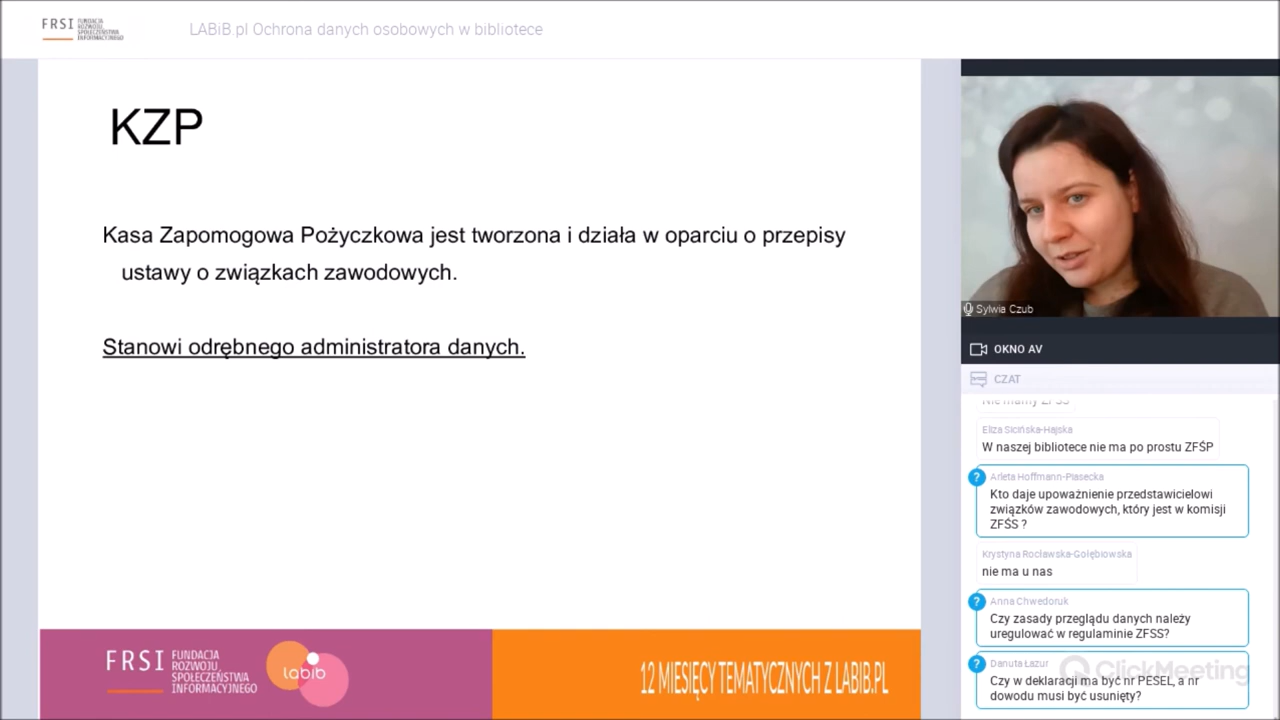 FRSI FUNDACJA
ROZWOJU
SPOŁECZEŃSTWA
INFORMACYJNEGO
LABiB.pl Ochrona danych osobowych w bibliotece
KZP
Kasa Zapomogowa Pożyczkowa jest tworzona i działa w oparciu o przepisy
ustawy o związkach zawodowych.
Stanowi odrębnego administratora danych.
FRSI FUNDACJA
ROZWOJU
SPOŁECZEŃSTWA
INFORMACYJNEGO
labib
12 MIESIĘCY TEMATYCZNYCH Z LABIB.PL
Sylwia Czub
OKNO AV
CZAT
Nie mamy ZFŚS
Eliza Sicińska-Hajska
W naszej bibliotece nie ma po prostu ZFŚP
? Arleta Hoffmann-Piasecka
Kto daje upoważnienie przedstawicielowi
związków zawodowych, który jest w komisji
ZFŚS ?
Krystyna Rocławska-Gołębiowska
nie ma u nas
? Anna Chwedoruk
Czy zasady przeglądu danych należy
uregulować w regulaminie ZFSS?
? Danuta Łazur
Czy w deklaracji ma być nr PESEL, a nr
dowodu musi być usunięty?
ClickMeeting